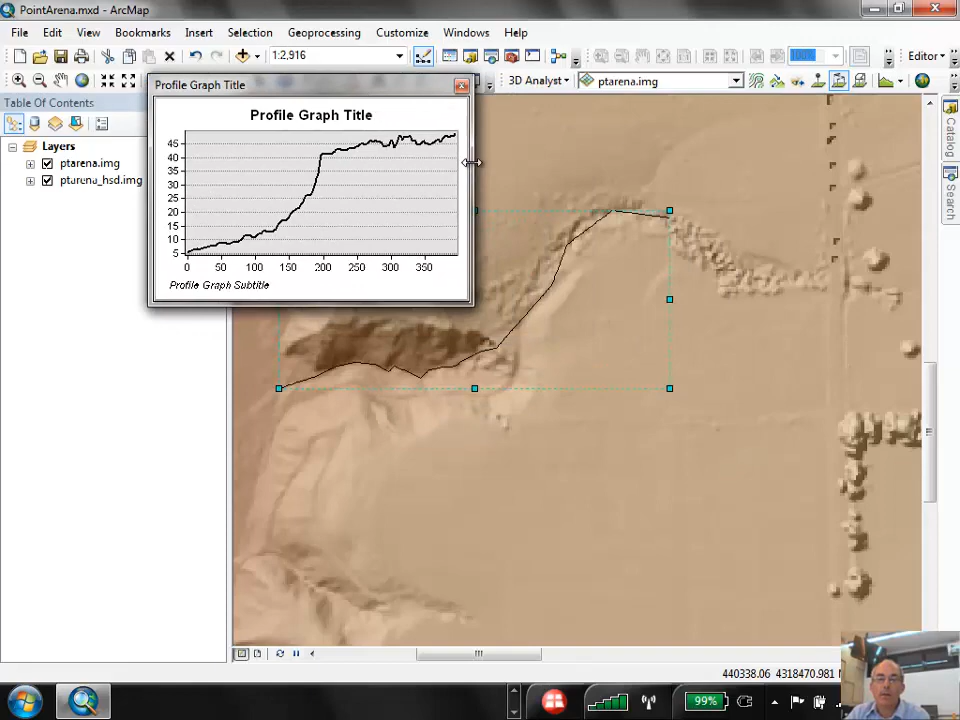 PointArena.mxd - ArcMap
File Edit View Bookmarks Insert Selection Geoprocessing Customize Windows Help
1:2,916
Editor
3D Analyst ptarena.img
Table Of Contents
Layers
ptarena.img
ptarena_hsd.img
Profile Graph Title
Profile Graph Title
45
40
35
30
25
20
15
10
5
0 50 100 150 200 250 300 350
Profile Graph Subtitle
Catalog
Search
440338.06 4318470.981 M
99%